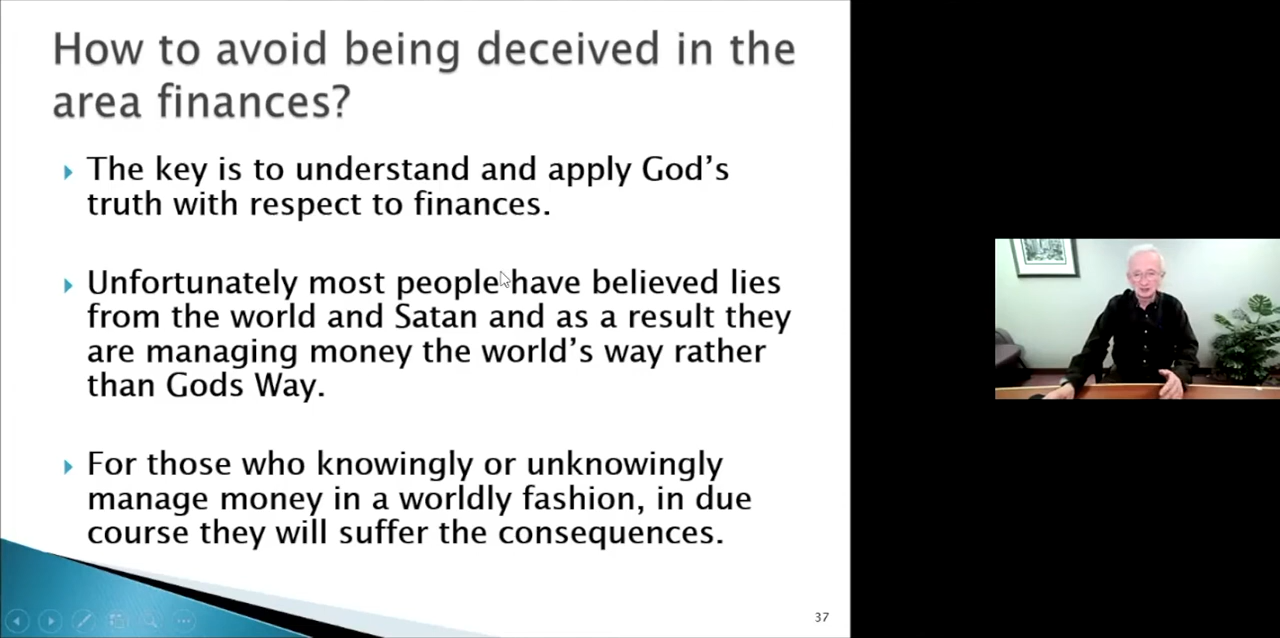 How to avoid being deceived in the
area finances?
The key is to understand and apply God's
truth with respect to finances.
Unfortunately most people have believed lies
from the world and Satan and as a result they
are managing money the world's way rather
than Gods Way.
For those who knowingly or unknowingly
manage money in a worldly fashion, in due
course they will suffer the consequences.
37